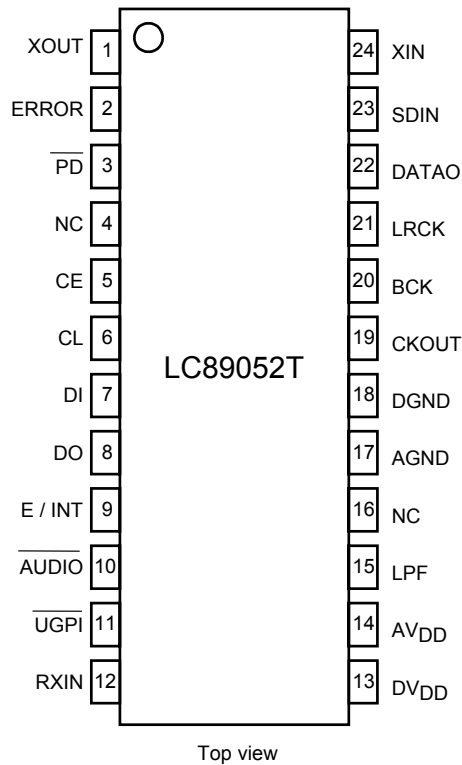 XOUT 1 24 XIN
ERROR 2 23 SDIN
PD 3 22 DATAO
NC 4 21 LRCK
CE 5 20 BCK
CL 6 19 CKOUT
LC89052T
DI 7 18 DGND
DO 8 17 AGND
E / INT 9 16 NC
AUDIO 10 15 LPF
UGPI 11 14 AVDD
RXIN 12 13 DVDD
Top view